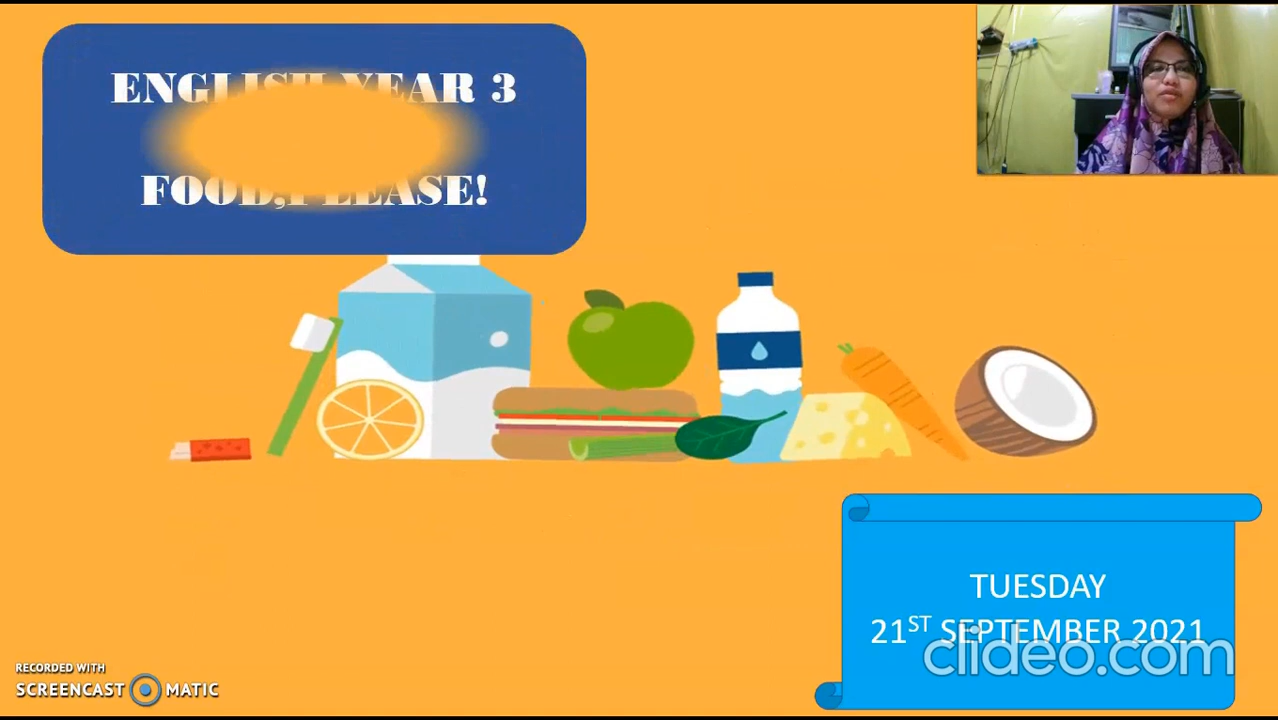 ENGLISH YEAR 3
FOOD, PLEASE!
TUESDAY
21ST SEPTEMBER 2021
clideo.com
RECORDED WITH
SCREENCAST MATIC